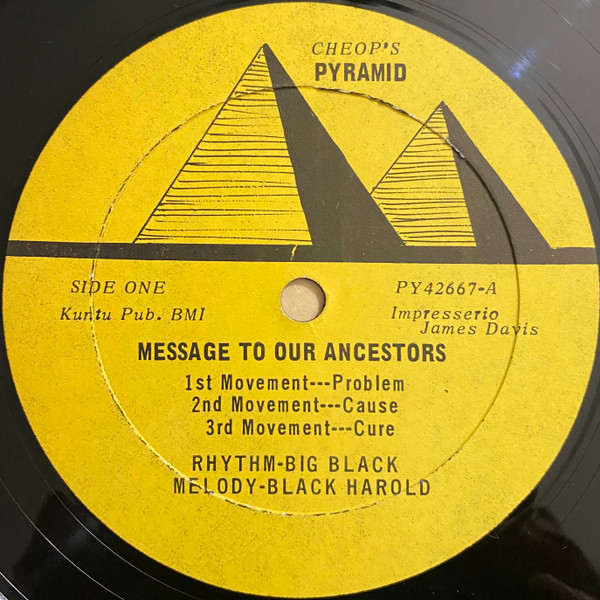 CHEOP'S
PYRAMID
SIDE ONE
PY42667-A
Kuntu Pub. BMI
Impresserio
James Davis
MESSAGE TO OUR ANCESTORS
1st Movement---Problem
2nd Movement---Cause
3rd Movement---Cure
RHYTHM-BIG BLACK
MELODY-BLACK HAROLD